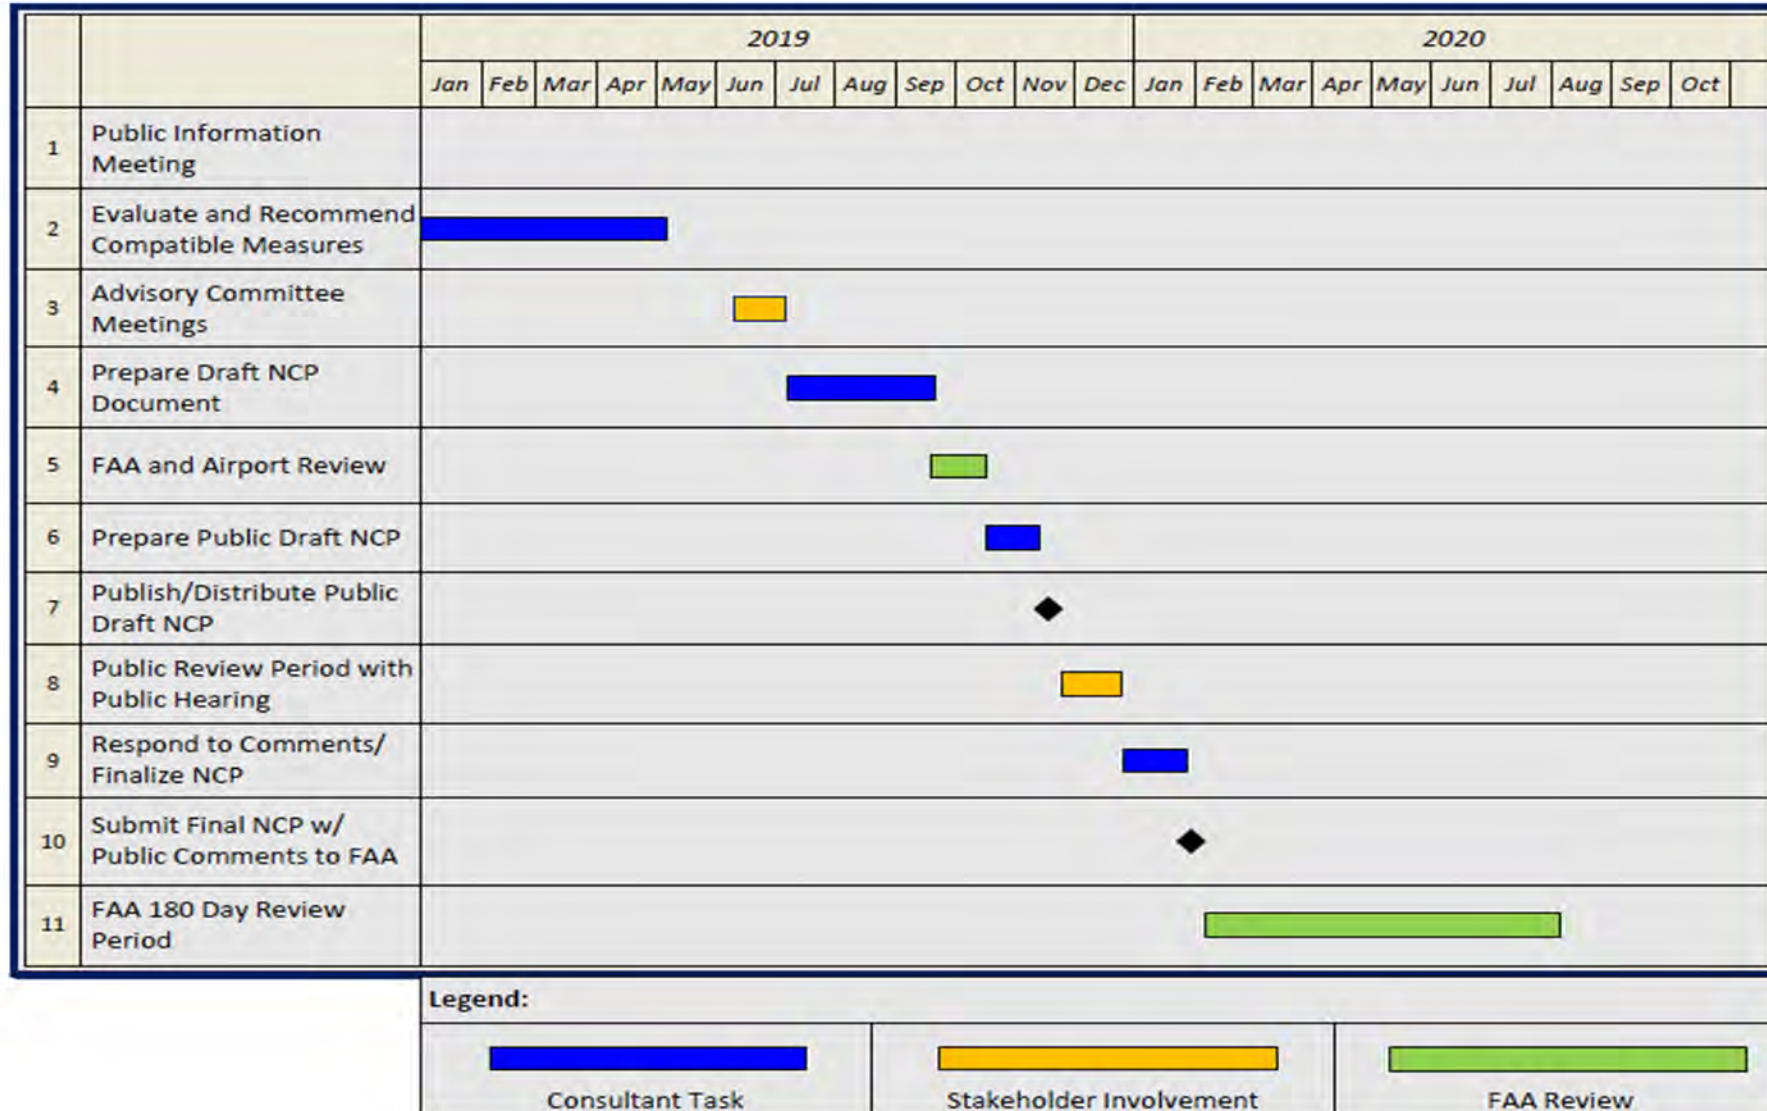 2019 2020
Jan Feb Mar Apr May Jun Jul Aug Sep Oct Nov Dec Jan Feb Mar Apr May Jun Jul Aug Sep Oct
1 Public Information
Meeting
2 Evaluate and Recommend
Compatible Measures
3 Advisory Committee
Meetings
4 Prepare Draft NCP
Document
5 FAA and Airport Review
6 Prepare Public Draft NCP
7 Publish/Distribute Public
Draft NCP
8 Public Review Period with
Public Hearing
9 Respond to Comments/
Finalize NCP
10 Submit Final NCP w/
Public Comments to FAA
11 FAA 180 Day Review
Period
Legend:
Consultant Task Stakeholder Involvement FAA Review